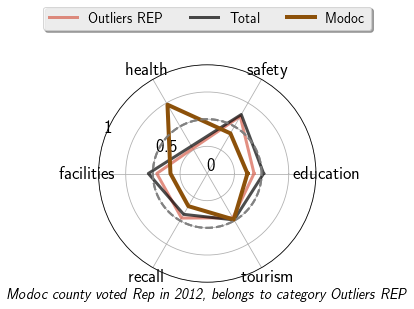 Outliers REP Total Modoc
health safety
1
0.5
0
facilities education
recall tourism
Modoc county voted Rep in 2012, belongs to category Outliers REP